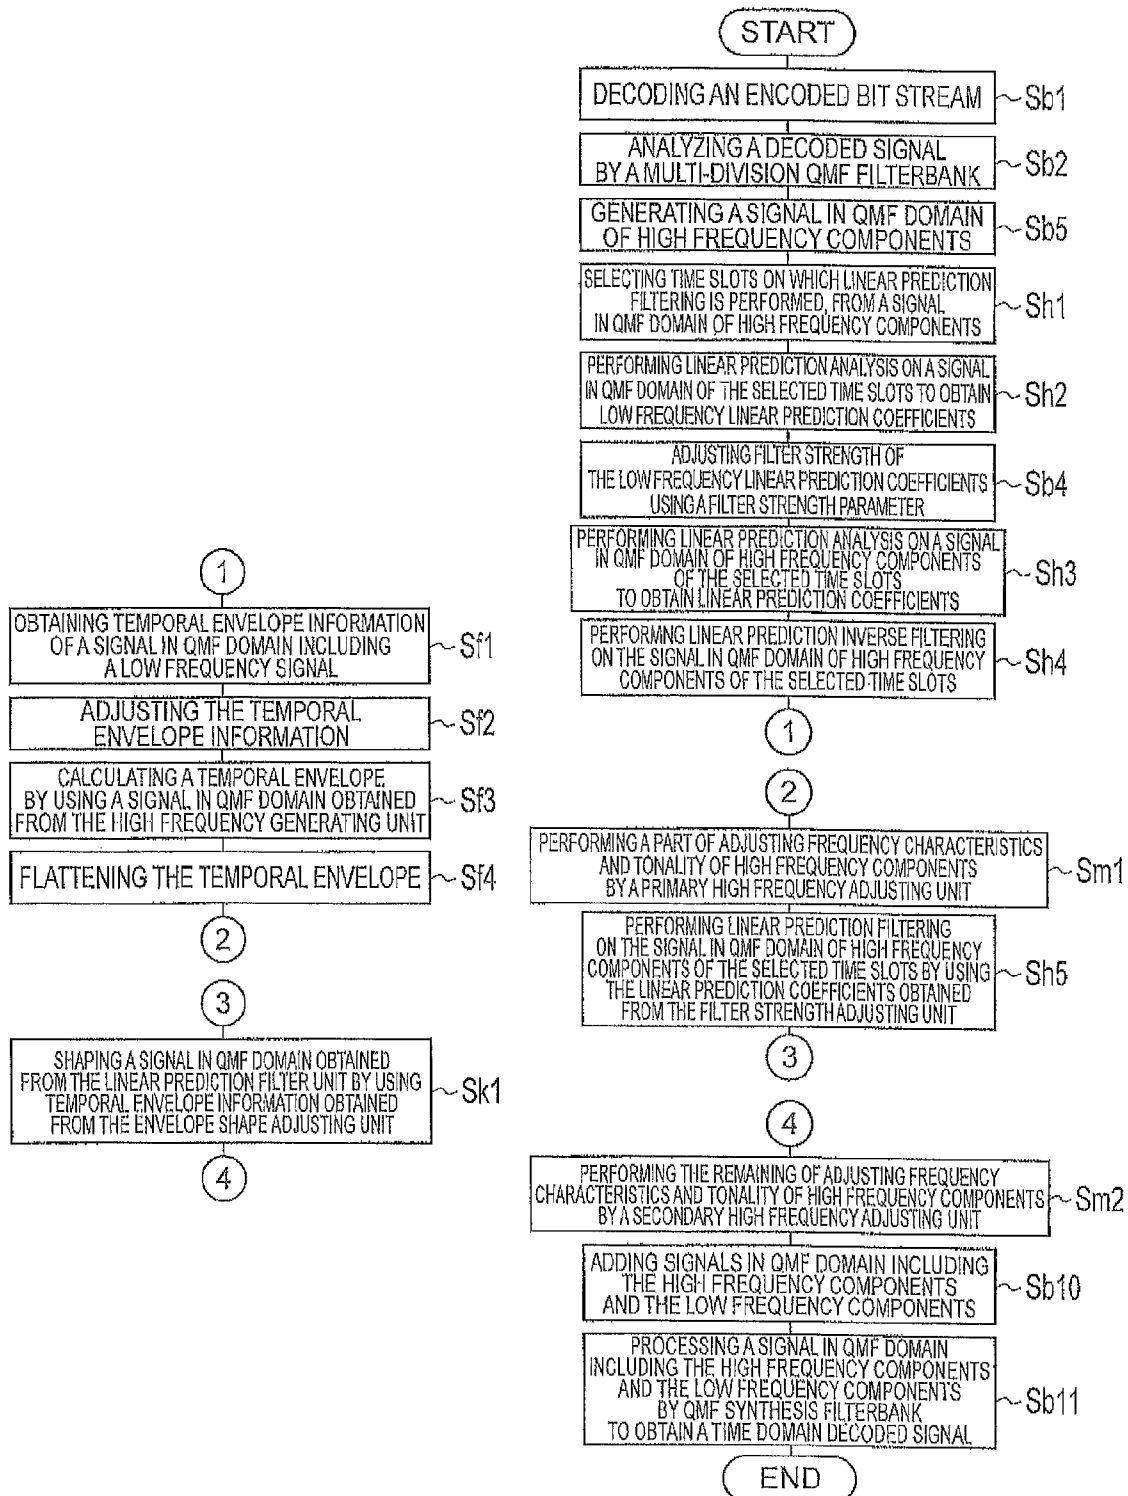 START
DECODING AN ENCODED BIT STREAM
Sb1
ANALYZING A DECODED SIGNAL
BY A MULTI-DIVISION QMF FILTERBANK
Sb2
GENERATING A SIGNAL IN QMF DOMAIN
OF HIGH FREQUENCY COMPONENTS
Sb5
SELECTING TIME SLOTS ON WHICH LINEAR PREDICTION
FILTERING IS PERFORMED, FROM A SIGNAL
IN QMF DOMAIN OF HIGH FREQUENCY COMPONENTS
Sh1
PERFORMING LINEAR PREDICTION ANALYSIS ON A SIGNAL
IN QMF DOMAIN OF THE SELECTED TIME SLOTS TO OBTAIN
LOW FREQUENCY LINEAR PREDICTION COEFFICIENTS
Sh2
ADJUSTING FILTER STRENGTH OF
THE LOW FREQUENCY LINEAR PREDICTION COEFFICIENTS
USING A FILTER STRENGTH PARAMETER
Sb4
PERFORMING LINEAR PREDICTION ANALYSIS ON A SIGNAL
IN QMF DOMAIN OF HIGH FREQUENCY COMPONENTS
OF THE SELECTED TIME SLOTS
TO OBTAIN LINEAR PREDICTION COEFFICIENTS
Sh3
PERFORMNG LINEAR PREDICTION INVERSE FILTERING
ON THE SIGNAL IN QMF DOMAIN OF HIGH FREQUENCY
COMPONENTS OF THE SELECTED TIME SLOTS
Sh4
1
1
OBTAINING TEMPORAL ENVELOPE INFORMATION
OF A SIGNAL IN QMF DOMAIN INCLUDING
A LOW FREQUENCY SIGNAL
Sf1
ADJUSTING THE TEMPORAL
ENVELOPE INFORMATION
Sf2
CALCULATING A TEMPORAL ENVELOPE
BY USING A SIGNAL IN QMF DOMAIN OBTAINED
FROM THE HIGH FREQUENCY GENERATING UNIT
Sf3
FLATTENING THE TEMPORAL ENVELOPE
Sf4
2
2
PERFORMING A PART OF ADJUSTING FREQUENCY CHARACTERISTICS
AND TONALITY OF HIGH FREQUENCY COMPONENTS
BY A PRIMARY HIGH FREQUENCY ADJUSTING UNIT
Sm1
PERFORMING LINEAR PREDICTION FILTERING
ON THE SIGNAL IN QMF DOMAIN OF HIGH FREQUENCY
COMPONENTS OF THE SELECTED TIME SLOTS BY USING
THE LINEAR PREDICTION COEFFICIENTS OBTAINED
FROM THE FILTER STRENGTH ADJUSTING UNIT
Sh5
3
3
SHAPING A SIGNAL IN QMF DOMAIN OBTAINED
FROM THE LINEAR PREDICTION FILTER UNIT BY USING
TEMPORAL ENVELOPE INFORMATION OBTAINED
FROM THE ENVELOPE SHAPE ADJUSTING UNIT
Sk1
4
4
PERFORMING THE REMAINING OF ADJUSTING FREQUENCY
CHARACTERISTICS AND TONALITY OF HIGH FREQUENCY COMPONENTS
BY A SECONDARY HIGH FREQUENCY ADJUSTING UNIT
Sm2
ADDING SIGNALS IN QMF DOMAIN INCLUDING
THE HIGH FREQUENCY COMPONENTS
AND THE LOW FREQUENCY COMPONENTS
Sb10
PROCESSING A SIGNAL IN QMF DOMAIN
INCLUDING THE HIGH FREQUENCY COMPONENTS
AND THE LOW FREQUENCY COMPONENTS
BY QMF SYNTHESIS FILTERBANK
TO OBTAIN A TIME DOMAIN DECODED SIGNAL
Sb11
END